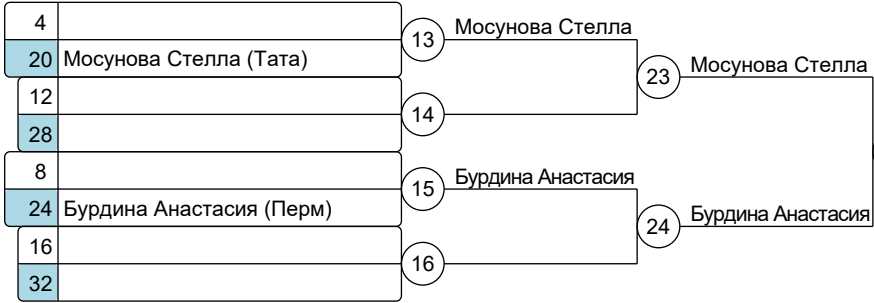 4
20 Мосунова Стелла (Тата)
12
28
8
24 Бурдина Анастасия (Перм)
16
32
13 Мосунова Стелла
14
15 Бурдина Анастасия
16
23 Мосунова Стелла
24 Бурдина Анастасия